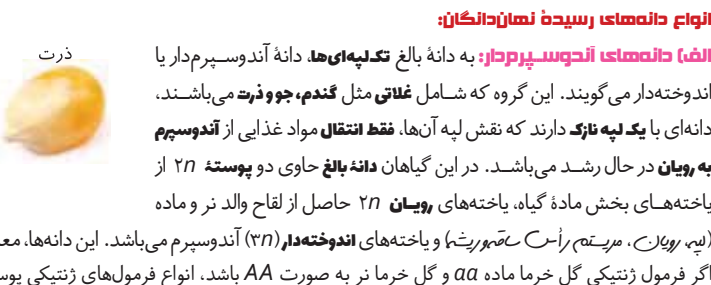 انواع دانه‌های رسیدهٔ نهان‌دانگان:
الف) دانه‌های آندوسپرم‌دار: به دانهٔ بالغ تک‌لپه‌ای‌ها، دانهٔ آندوسپرم‌دار یا
ذرت
اندوخته‌دار می‌گویند. این گروه که شامل غلاتی مثل گندم، جو و ذرت می‌باشند،
دانه‌ای با یک لپه نازک دارند که نقش لپه آن‌ها، فقط انتقال مواد غذایی از آندوسپرم
به رویان در حال رشد می‌باشد. در این گیاهان دانهٔ بالغ حاوی دو پوستهٔ ۲n از
یاخته‌های بخش مادهٔ گیاه، یاخته‌های رویان ۲n حاصل از لقاح والد نر و ماده
(لپه، رویان، مریستم رأس ساقه و ریشه) و یاخته‌های اندوخته‌دار (۳n) آندوسپرم می‌باشد. این دانه‌ها،
اگر فرمول ژنتیکی گل خرما ماده aa و گل خرما نر به صورت AA باشد، انواع فرمول‌های ژنتیکی